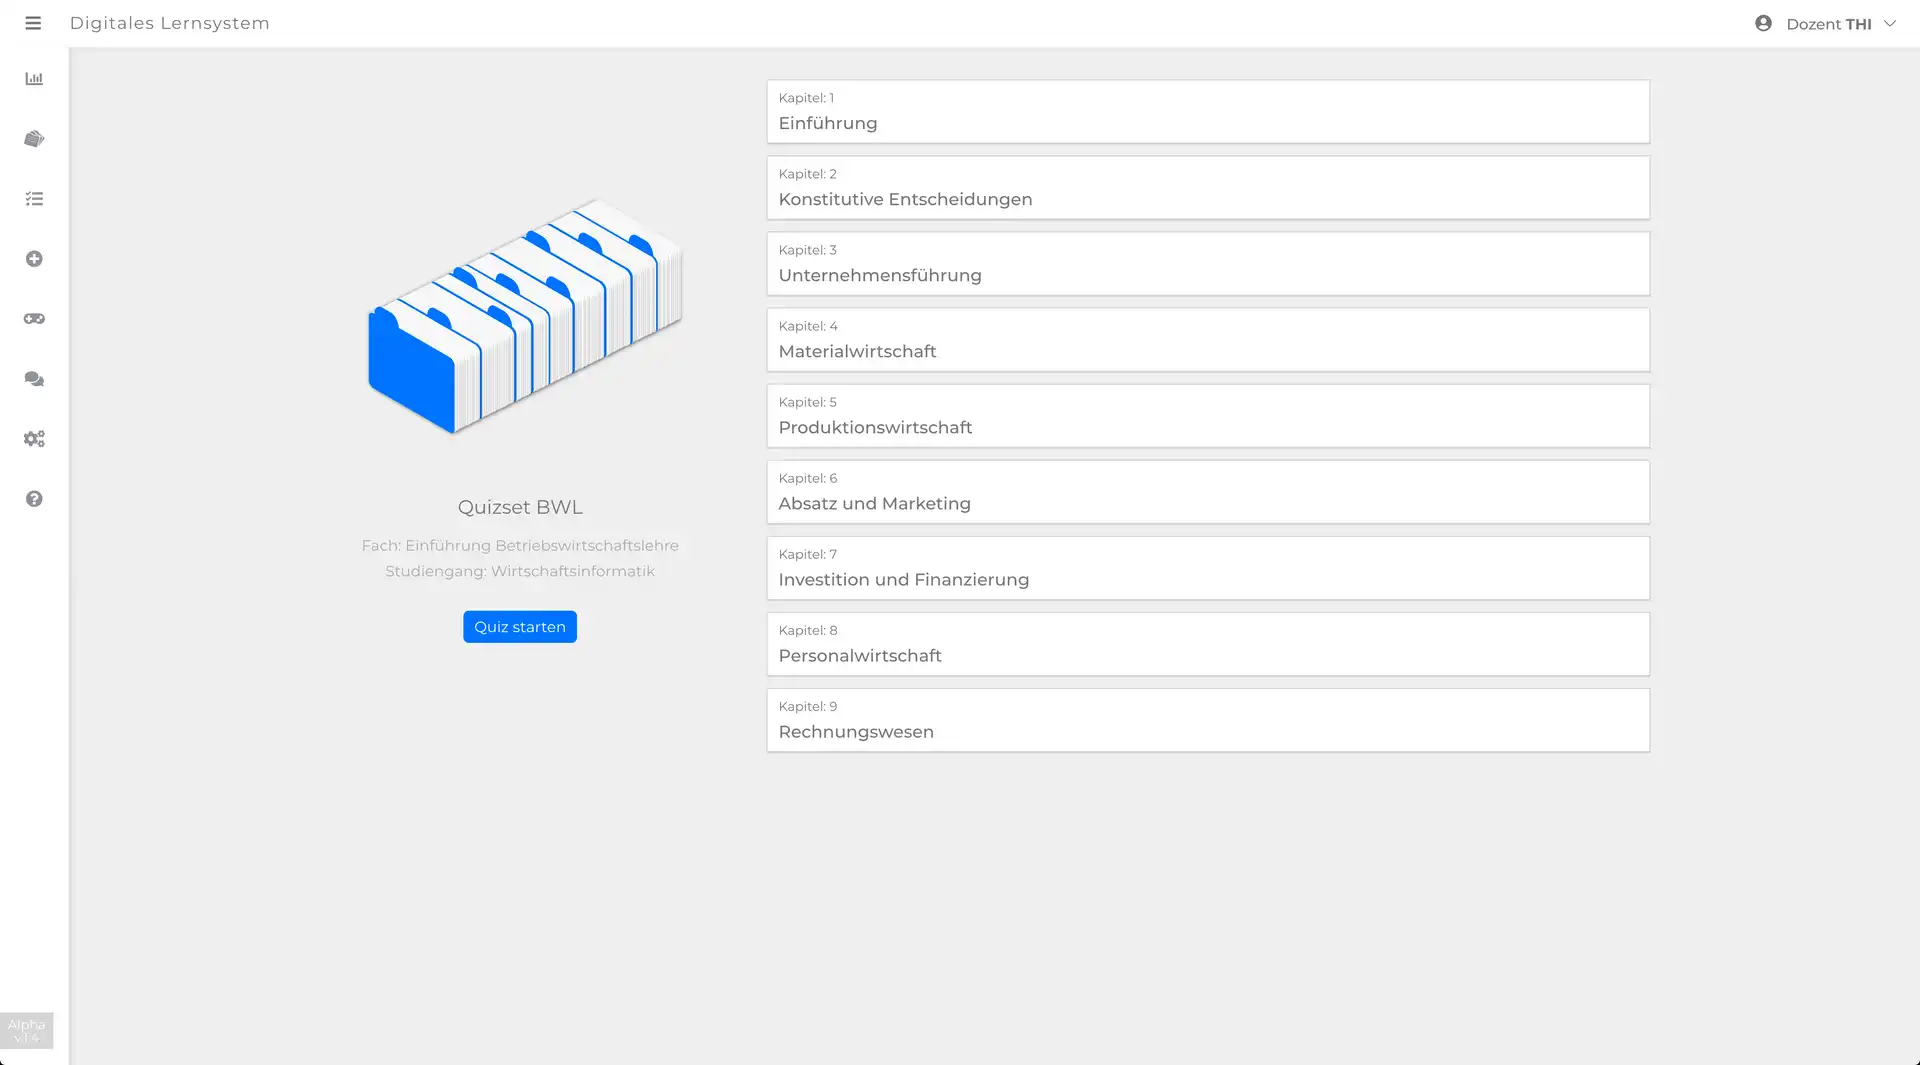 Digitales Lernsystem
Dozent THI
Quizset BWL
Fach: Einführung Betriebswirtschaftslehre
Studiengang: Wirtschaftsinformatik
Quiz starten
Kapitel: 1
Einführung
Kapitel: 2
Konstitutive Entscheidungen
Kapitel: 3
Unternehmensführung
Kapitel: 4
Materialwirtschaft
Kapitel: 5
Produktionswirtschaft
Kapitel: 6
Absatz und Marketing
Kapitel: 7
Investition und Finanzierung
Kapitel: 8
Personalwirtschaft
Kapitel: 9
Rechnungswesen
Alpha
v1.4